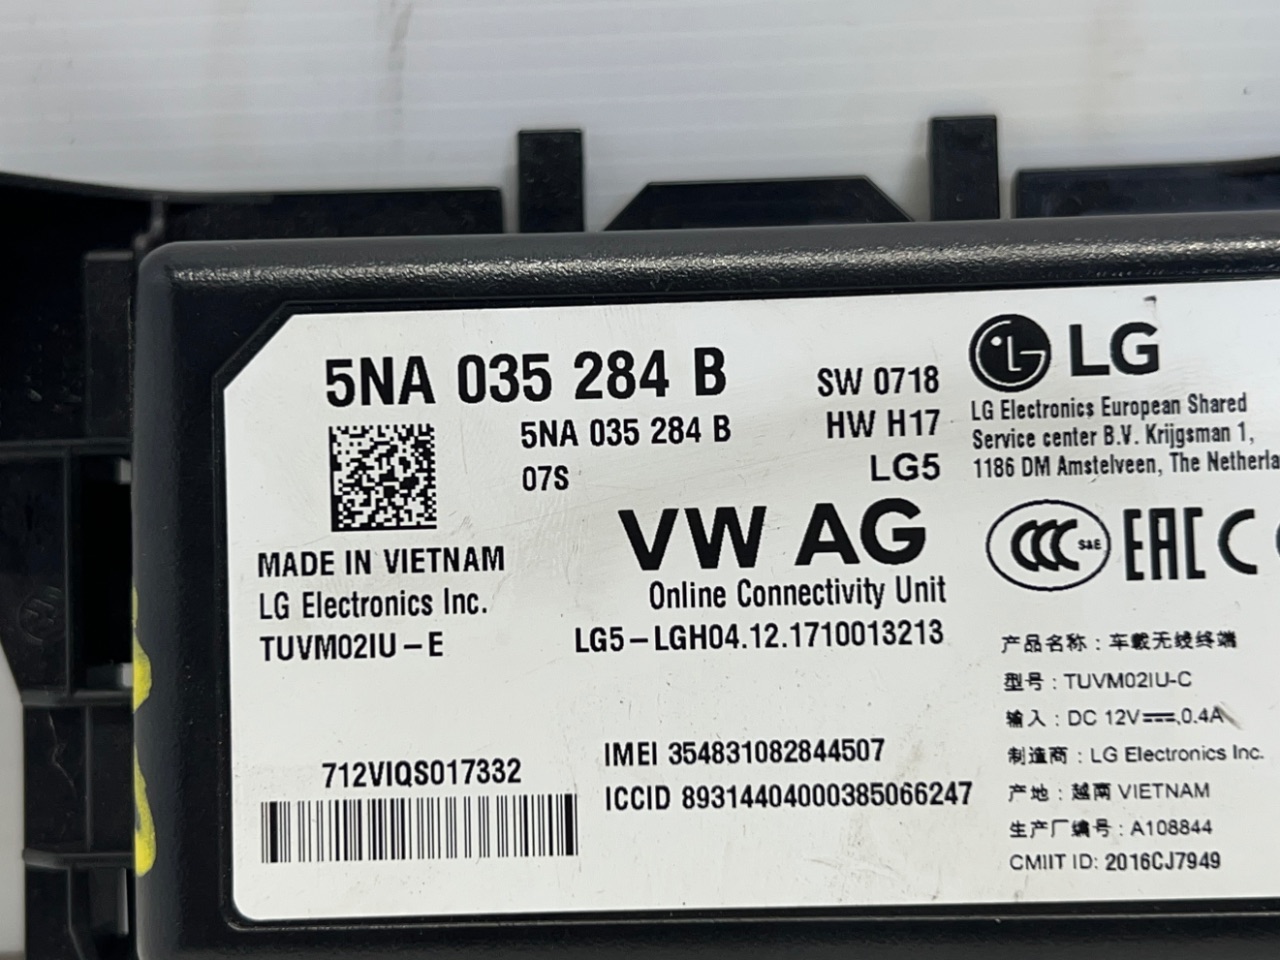 5NA 035 284 B
5NA 035 284 B
07S
SW 0718
HW H17
LG5
LG
LG Electronics European Shared
Service center B.V. Krijgsman 1,
1186 DM Amstelveen, The
VW AG
Online Connectivity Unit
LG5-LGH04.12.1710013213
MADE IN VIETNAM
LG Electronics Inc.
TUVM02IU-E
CCC S&E EAC C
产品名称：车载无线终端
型号：TUVM02IU-C
输入：DC 12V⎓,0.4A
制造商：LG Electronics Inc.
产地：越南 VIETNAM
生产厂编号：A108844
CMIIT ID: 2016CJ7949
IMEI 354831082844507
ICCID 89314404000385066247
712VIQS017332